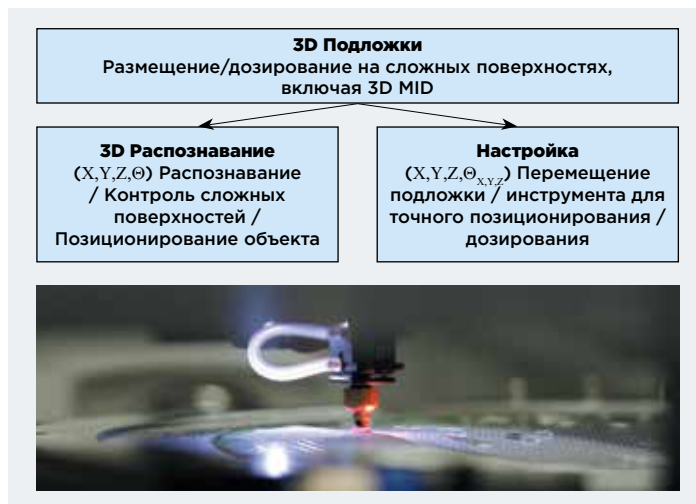 3D Подложки
Размещение/дозирование на сложных поверхностях,
включая 3D MID
3D Распознавание
(X,Y,Z,Θ) Распознавание
/ Контроль сложных
поверхностей /
Позиционирование объекта
Настройка
(X,Y,Z,ΘX,Y,Z) Перемещение
подложки / инструмента для
точного позиционирования /
дозирования